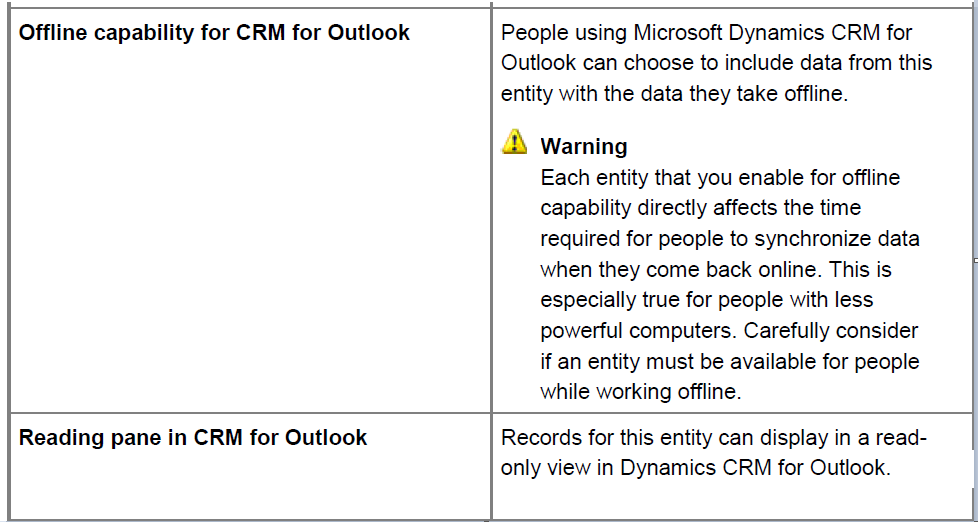 Offline capability for CRM for Outlook
People using Microsoft Dynamics CRM for
Outlook can choose to include data from this
entity with the data they take offline.
Warning
Each entity that you enable for offline
capability directly affects the time
required for people to synchronize data
when they come back online. This is
especially true for people with less
powerful computers. Carefully consider
if an entity must be available for people
while working offline.
Reading pane in CRM for Outlook
Records for this entity can display in a read-
only view in Dynamics CRM for Outlook.